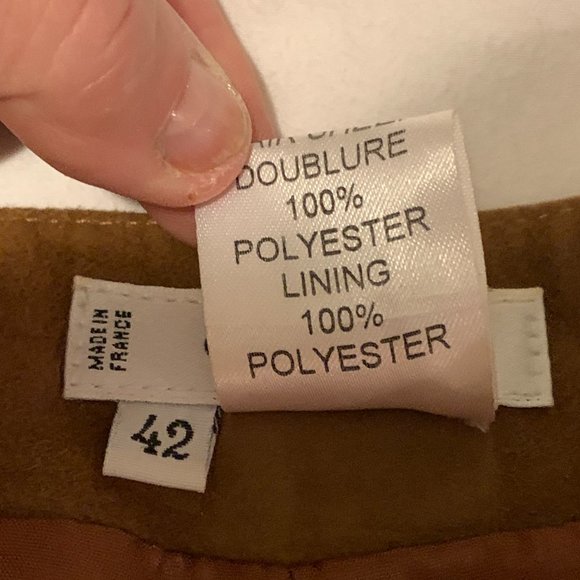 DOUBLURE
100%
POLYESTER
LINING
100%
POLYESTER
MADE IN
FRANCE
42